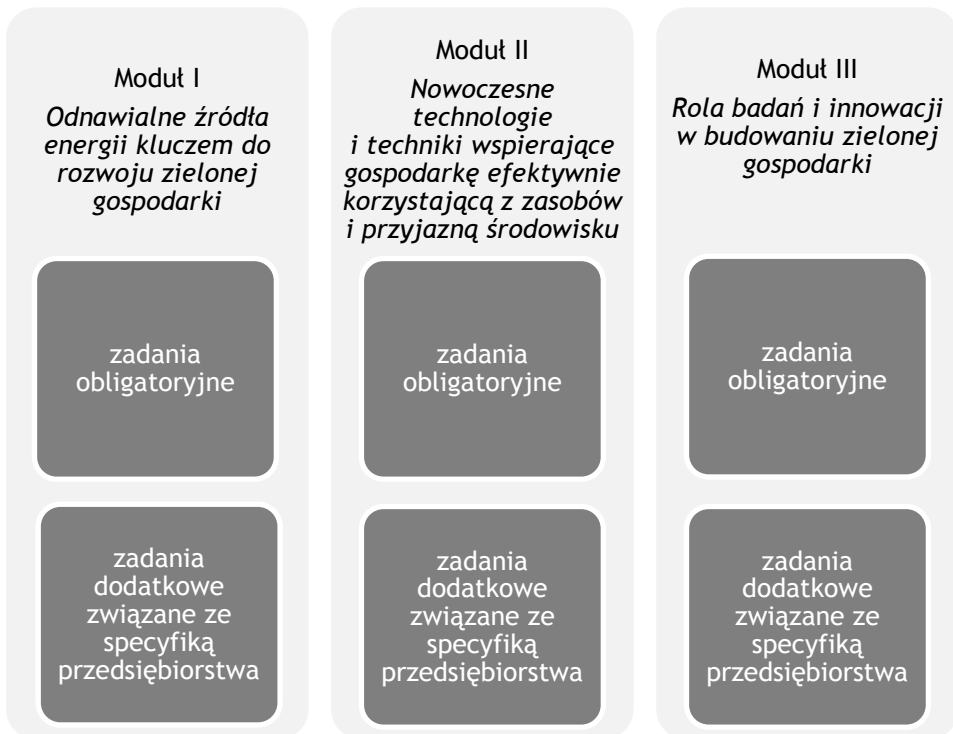 Moduł I
Odnawialne źródła
energii kluczem do
rozwoju zielonej
gospodarki
zadania
obligatoryjne
zadania
dodatkowe
związane ze
specyfiką
przedsiębiorstwa
Moduł II
Nowoczesne
technologie
i techniki wspierające
gospodarkę efektywnie
korzystającą z zasobów
i przyjazną środowisku
zadania
obligatoryjne
zadania
dodatkowe
związane ze
specyfiką
przedsiębiorstwa
Moduł III
Rola badań i innowacji
w budowaniu zielonej
gospodarki
zadania
obligatoryjne
zadania
dodatkowe
związane ze
specyfiką
przedsiębiorstwa